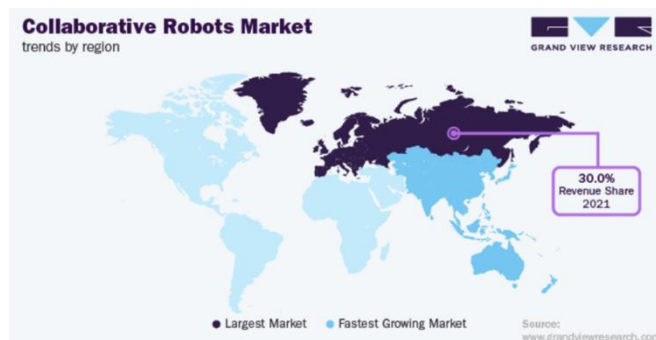 Collaborative Robots Market
trends by region
GRAND VIEW RESEARCH
30.0%
Revenue Share
2021
Largest Market
Fastest Growing Market
Source:
www.grandviewresearch.com